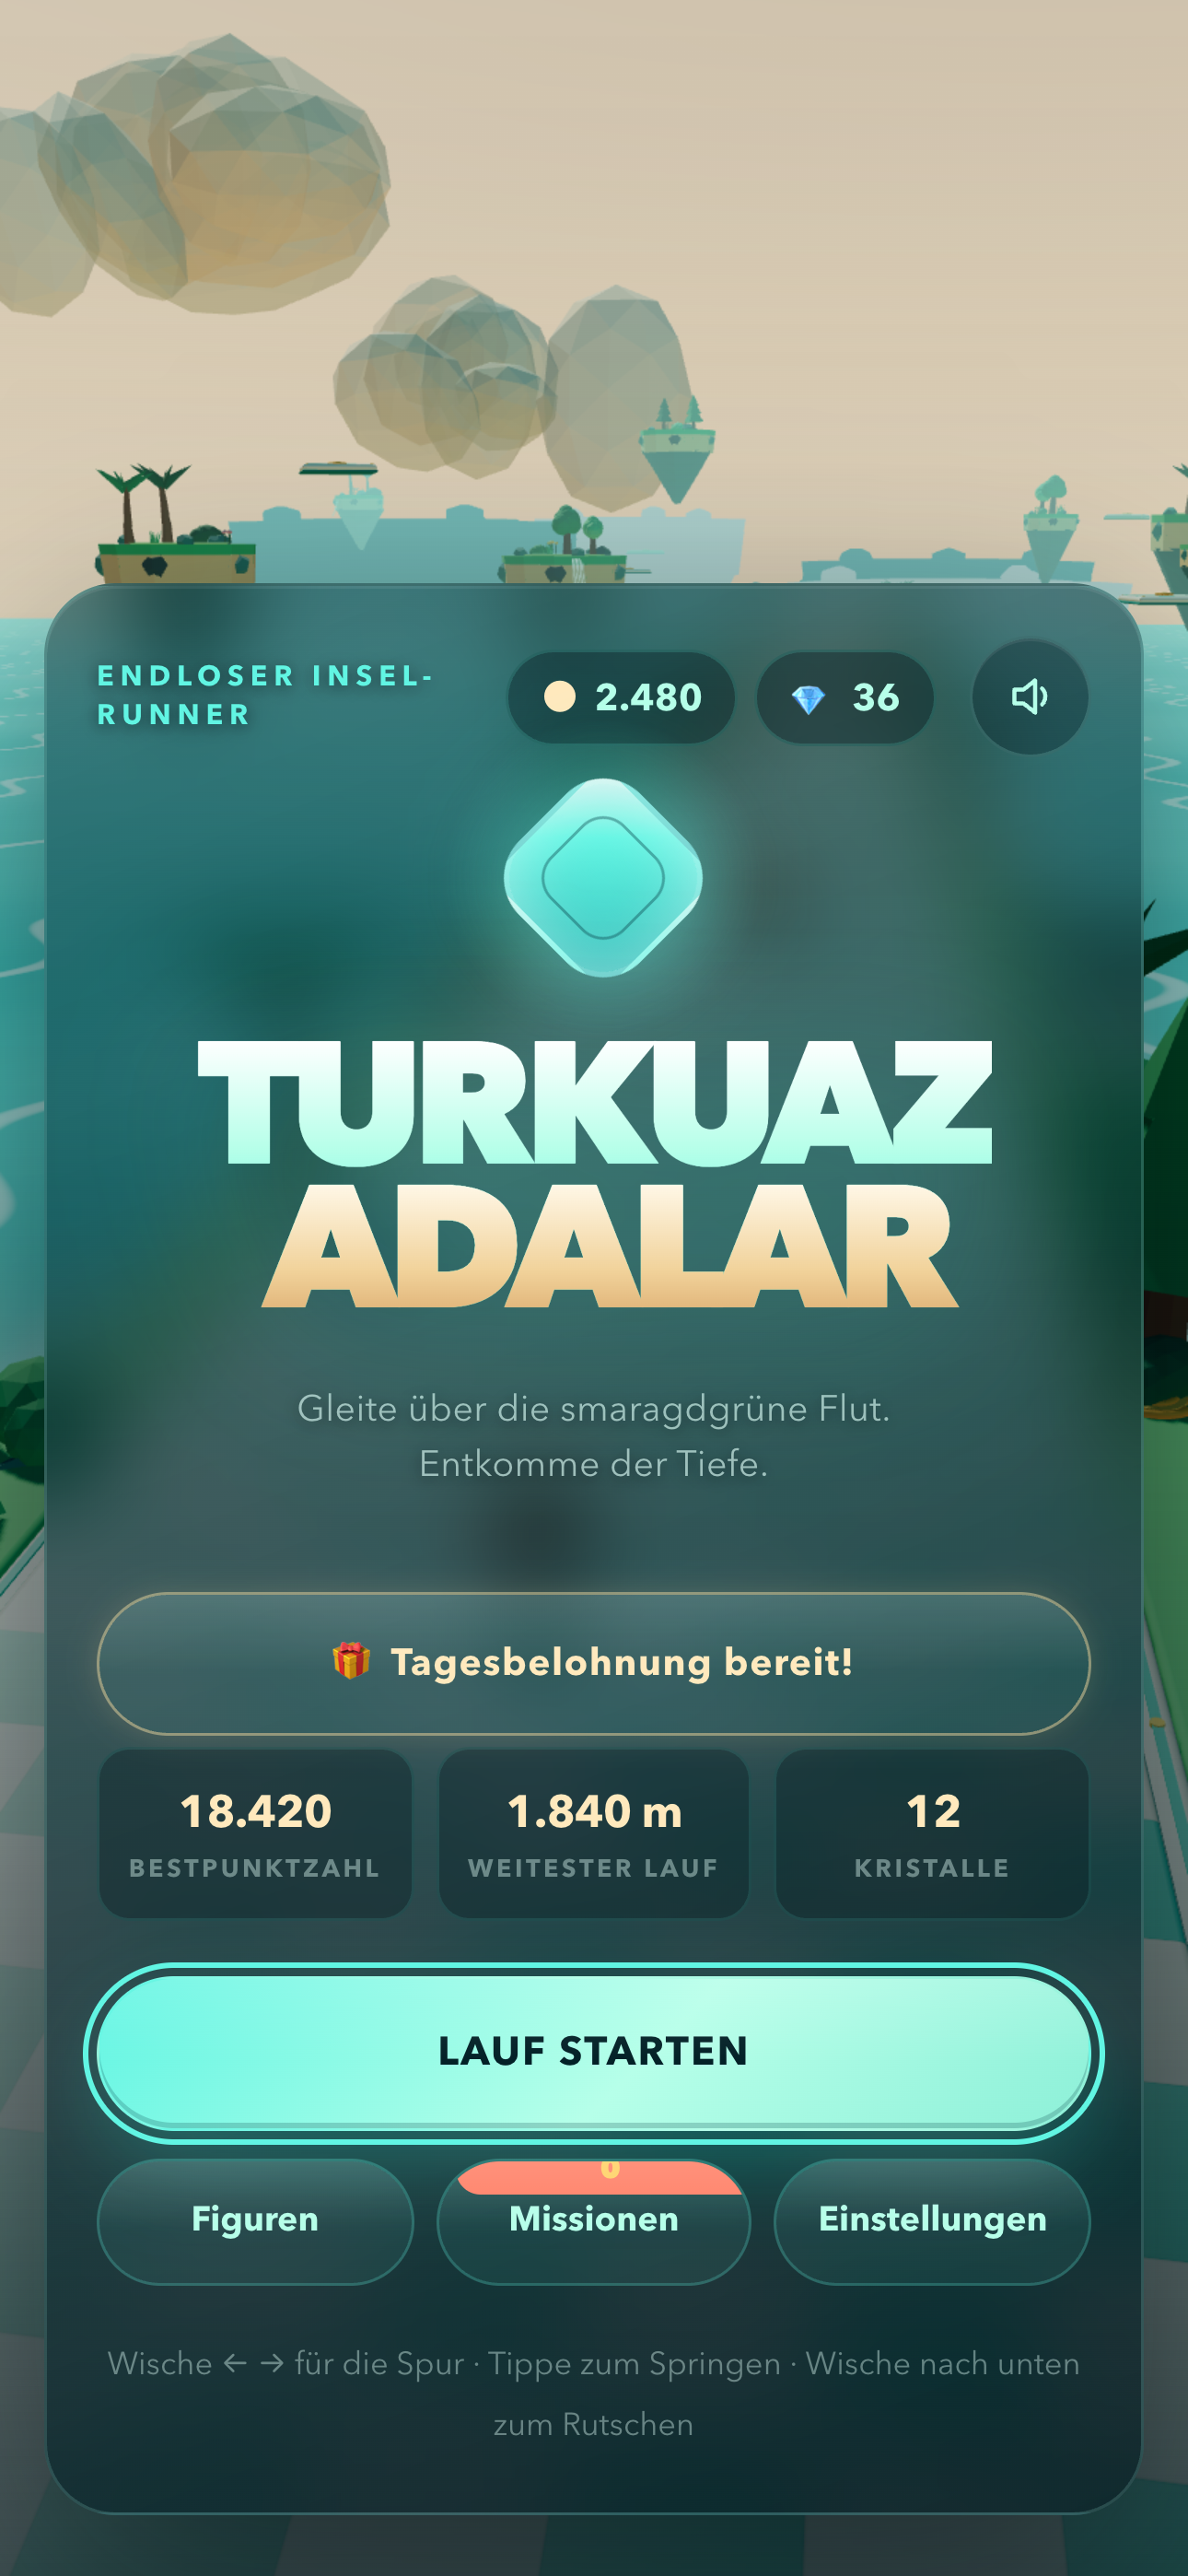 ENDLOSER INSEL-
RUNNER
2.480
36
TURKUAZ
ADALAR
Gleite über die smaragdgrüne Flut.
Entkomme der Tiefe.
🎁 Tagesbelohnung bereit!
18.420
BESTPUNKTZAHL
1.840 m
WEITESTER LAUF
12
KRISTALLE
LAUF STARTEN
Figuren
0
Missionen
Einstellungen
Wische ← → für die Spur · Tippe zum Springen · Wische nach unten
zum Rutschen